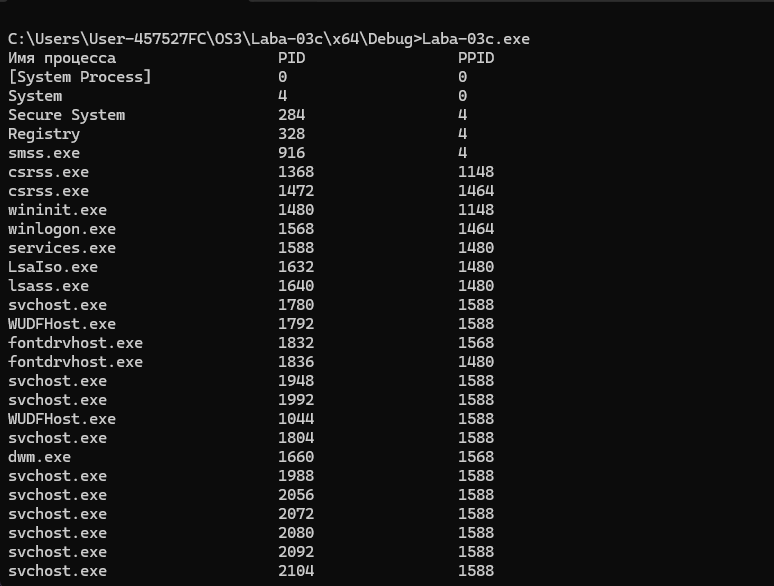 C:\Users\User-457527FC\OS3\Laba-03c\x64\Debug>Laba-03c.exe
Имя процесса PID PPID
[System Process] 0 0
System 4 0
Secure System 284 4
Registry 328 4
smss.exe 916 4
csrss.exe 1368 1148
csrss.exe 1472 1464
wininit.exe 1480 1148
winlogon.exe 1568 1464
services.exe 1588 1480
LsaIso.exe 1632 1480
lsass.exe 1640 1480
svchost.exe 1780 1588
WUDFHost.exe 1792 1588
fontdrvhost.exe 1832 1568
fontdrvhost.exe 1836 1480
svchost.exe 1948 1588
svchost.exe 1992 1588
WUDFHost.exe 1044 1588
svchost.exe 1804 1588
dwm.exe 1660 1568
svchost.exe 1988 1588
svchost.exe 2056 1588
svchost.exe 2072 1588
svchost.exe 2080 1588
svchost.exe 2092 1588
svchost.exe 2104 1588